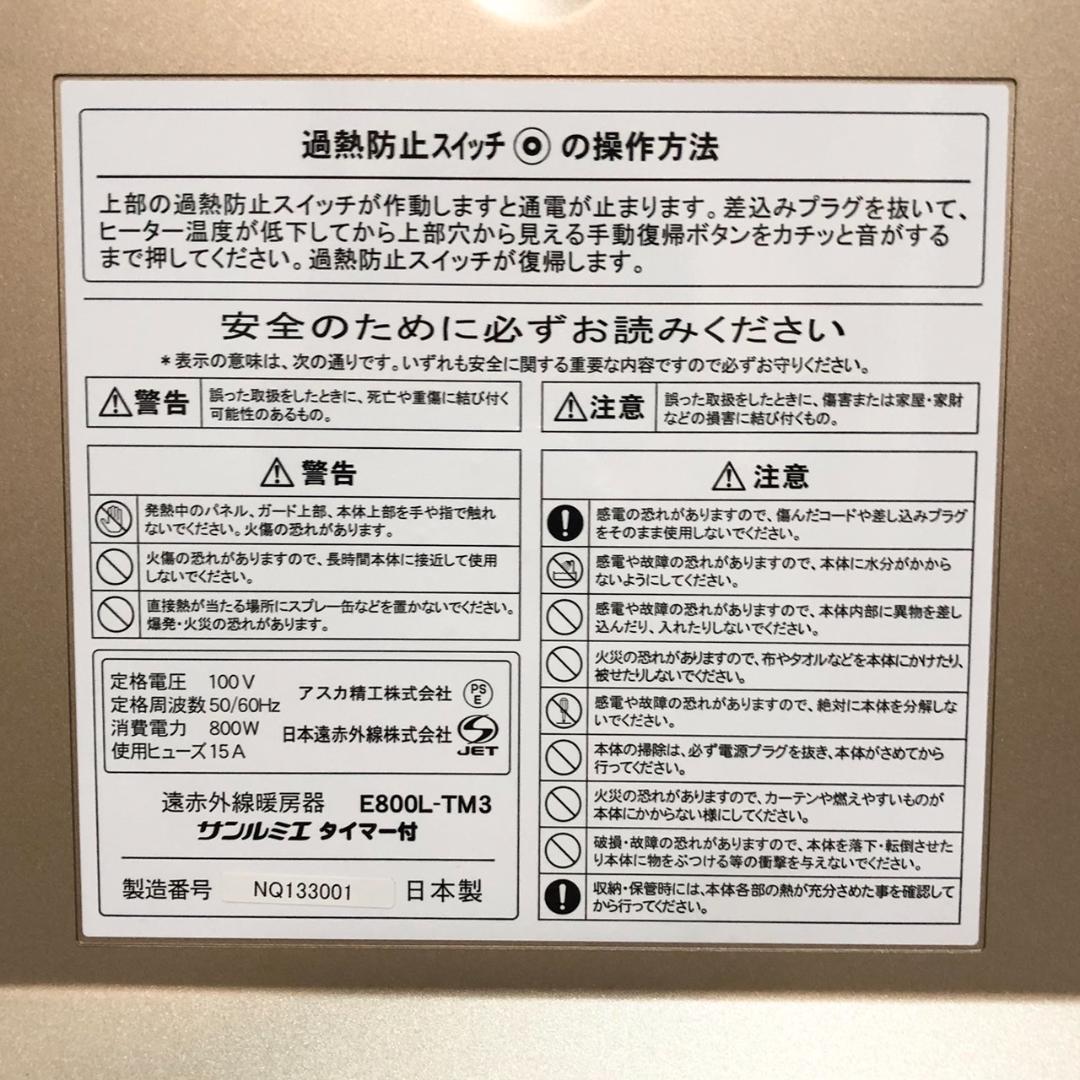 過熱防止スイッチ◎の操作方法
上部の過熱防止スイッチが作動しますと通電が止まります。差込みプラグを抜いて、
ヒーター温度が低下してから上部穴から見える手動復帰ボタンをカチッと音がする
まで押してください。過熱防止スイッチが復帰します。
安全のために必ずお読みください
*表示の意味は、次の通りです。いずれも安全に関する重要な内容ですので必ずお守りください。
警告
誤った取扱をしたときに、死亡や重傷に結び付く
可能性のあるもの。
注意
誤った取扱をしたときに、傷害または家屋・家財
などの損害に結び付くもの。
警告
発熱中のパネル、ガード上部、本体上部を手や指で触れ
ないでください。火傷の恐れがあります。
火傷の恐れがありますので、長時間本体に接近して使用
しないでください。
直接熱が当たる場所にスプレー缶などを置かないでください。
爆発・火災の恐れがあります。
定格電圧 100V
定格周波数 50/60Hz
消費電力 800W
使用ヒューズ 15A
アスカ精工株式会社
PS
E
日本遠赤外線株式会社
JET
遠赤外線暖房器 E800L-TM3
サンルミエ タイマー付
製造番号 NQ133001 日本製
注意
感電の恐れがありますので、傷んだコードや差し込みプラグ
をそのまま使用しないでください。
感電や故障の恐れがありますので、本体に水分がかから
ないようにしてください。
感電や故障の恐れがありますので、本体内部に異物を差し
込んだり、入れたりしないでください。
火災の恐れがありますので、布やタオルなどを本体にかけたり、
被せたりしないでください。
感電や故障の恐れがありますので、絶対に本体を分解しな
いでください。
本体の掃除は、必ず電源プラグを抜き、本体がさめてから
行ってください。
火災の恐れがありますので、カーテンや燃えやすいものが
本体にかからない様にしてください。
破損・故障の恐れがありますので、本体を落下・転倒させた
り本体に物をぶつける等の衝撃を与えないでください。
収納・保管時には、本体各部の熱が充分さめた事を確認して
から行ってください。